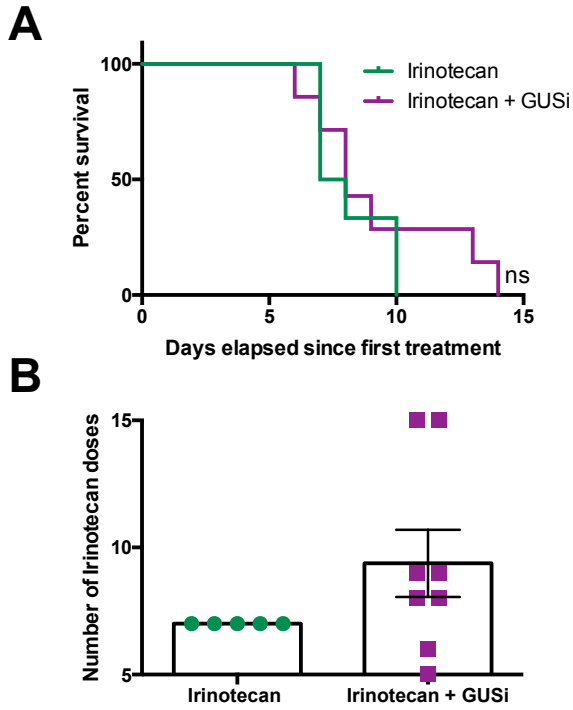 A
Percent survival
100
50
0
0 5 10 15
Days elapsed since first treatment
Irinotecan
Irinotecan + GUSi
ns
B
Number of Irinotecan doses
15
10
5
Irinotecan Irinotecan + GUSi